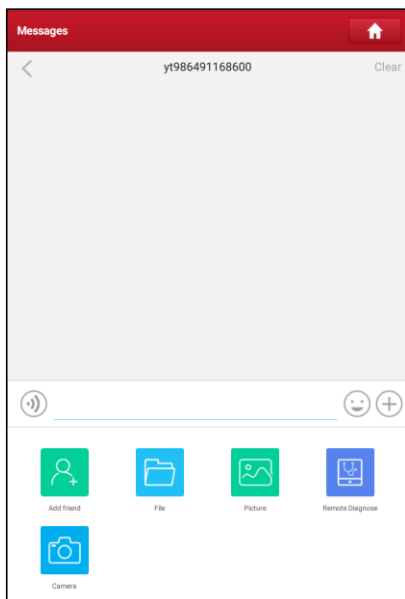 Messages
yt986491168600 Clear
Add friend File Picture Remote Diagnose
Camera